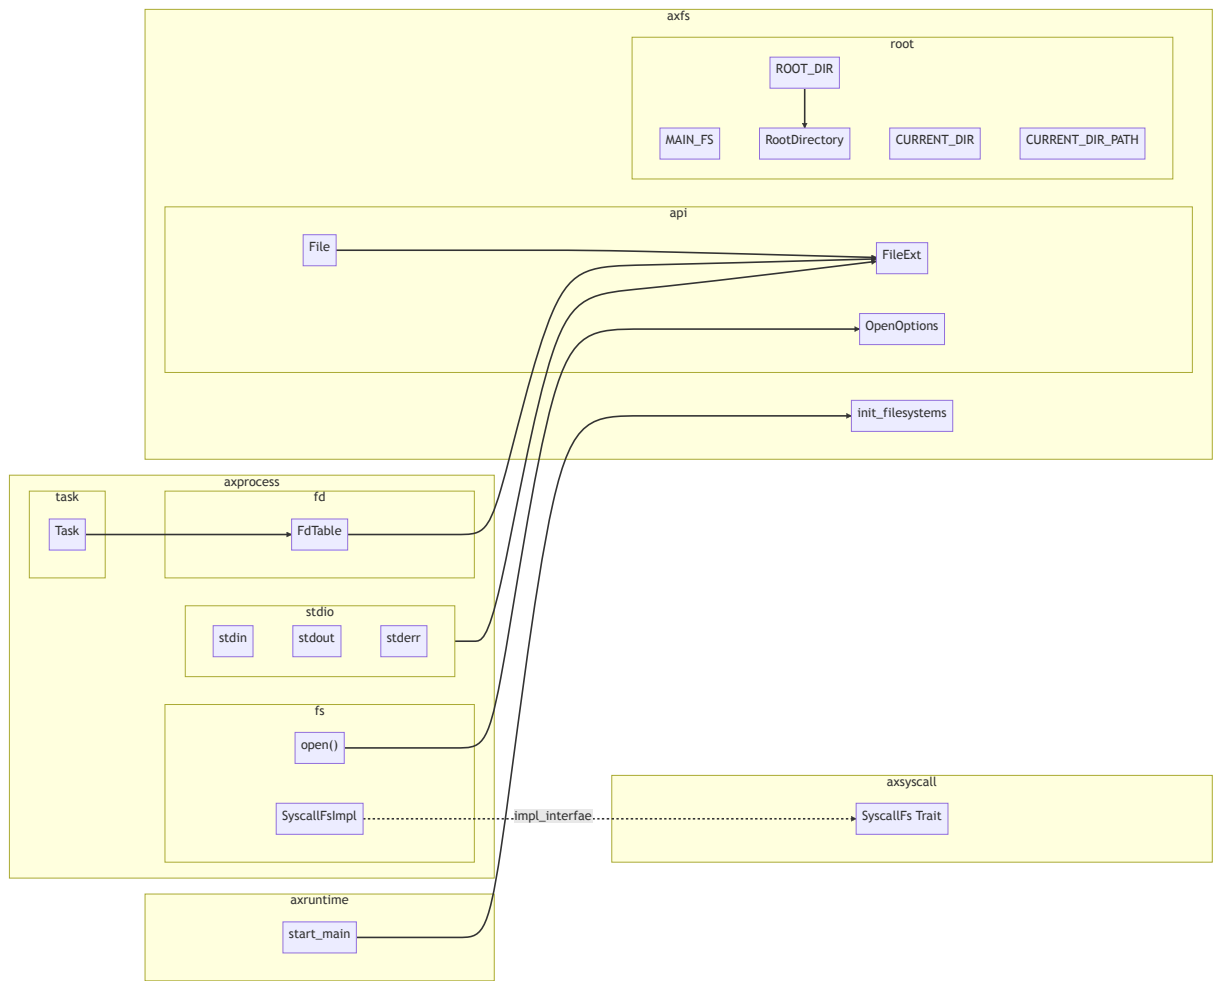 axfs
root
ROOT_DIR
MAIN_FS
RootDirectory
CURRENT_DIR
CURRENT_DIR_PATH
api
File
FileExt
OpenOptions
init_filesystems
axprocess
task
fd
Task
FdTable
stdio
stdin
stdout
stderr
fs
open()
SyscallFsImpl
impl_interfae
axsyscall
SyscallFs Trait
axruntime
start_main